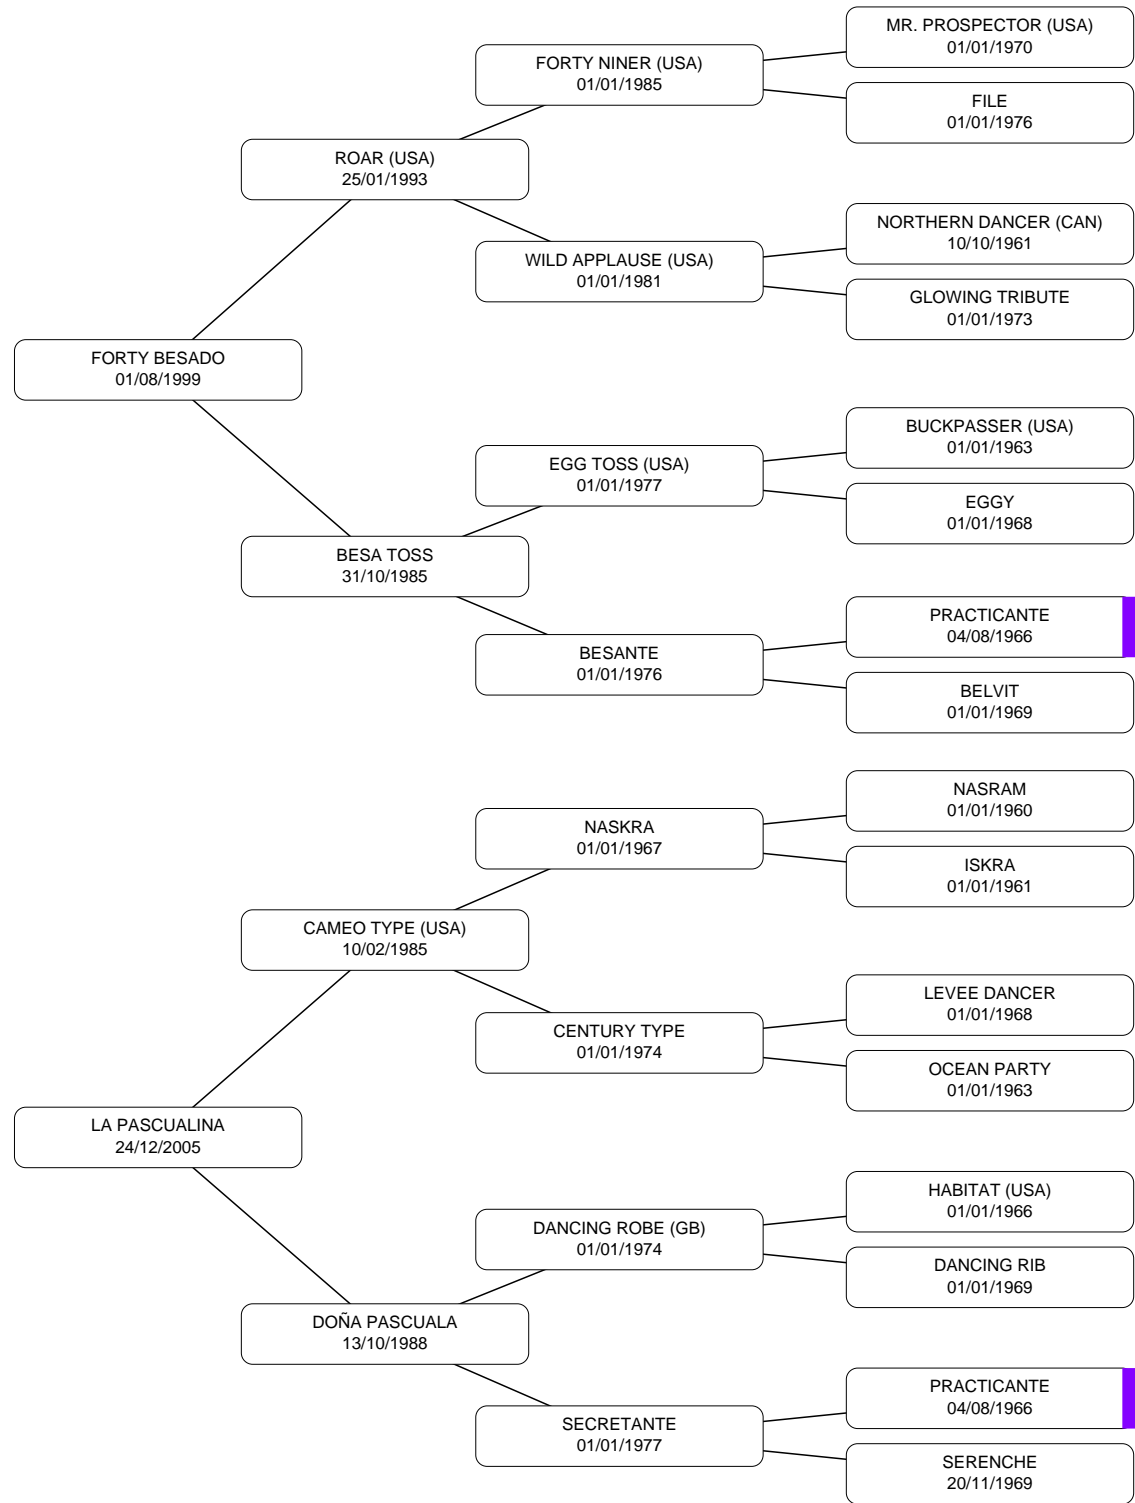 MR. PROSPECTOR (USA)
01/01/1970
FORTY NINER (USA)
01/01/1985
FILE
01/01/1976
ROAR (USA)
25/01/1993
NORTHERN DANCER (CAN)
10/10/1961
WILD APPLAUSE (USA)
01/01/1981
GLOWING TRIBUTE
01/01/1973
FORTY BESADO
01/08/1999
BUCKPASSER (USA)
01/01/1963
EGG TOSS (USA)
01/01/1977
EGGY
01/01/1968
BESA TOSS
31/10/1985
PRACTICANTE
04/08/1966
BESANTE
01/01/1976
BELVIT
01/01/1969
NASRAM
01/01/1960
NASKRA
01/01/1967
ISKRA
01/01/1961
CAMEO TYPE (USA)
10/02/1985
LEVEE DANCER
01/01/1968
CENTURY TYPE
01/01/1974
OCEAN PARTY
01/01/1963
LA PASCUALINA
24/12/2005
HABITAT (USA)
01/01/1966
DANCING ROBE (GB)
01/01/1974
DANCING RIB
01/01/1969
DOÑA PASCUALA
13/10/1988
PRACTICANTE
04/08/1966
SECRETANTE
01/01/1977
SERENCHE
20/11/1969